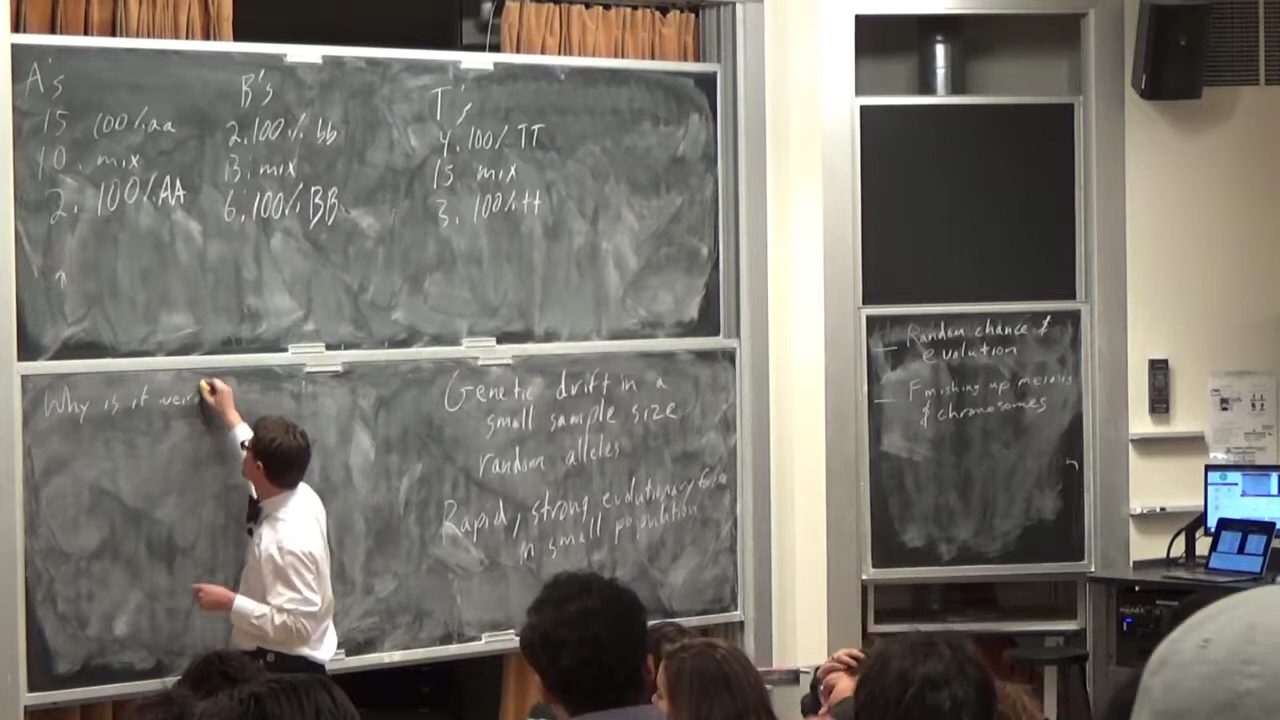 A's
15 100% aa
10. mix
2. 100% AA
B's
2. 100% bb
13: mix
6. 100% BB
T's
4. 100% TT
15 mix
3. 100% tt
Why is it weir
Genetic drift in a
small sample size
random alleles
Rapid, strong evolutionary force
in small population
— Random chance &
evolution
— Finishing up meiosis
& chromosomes